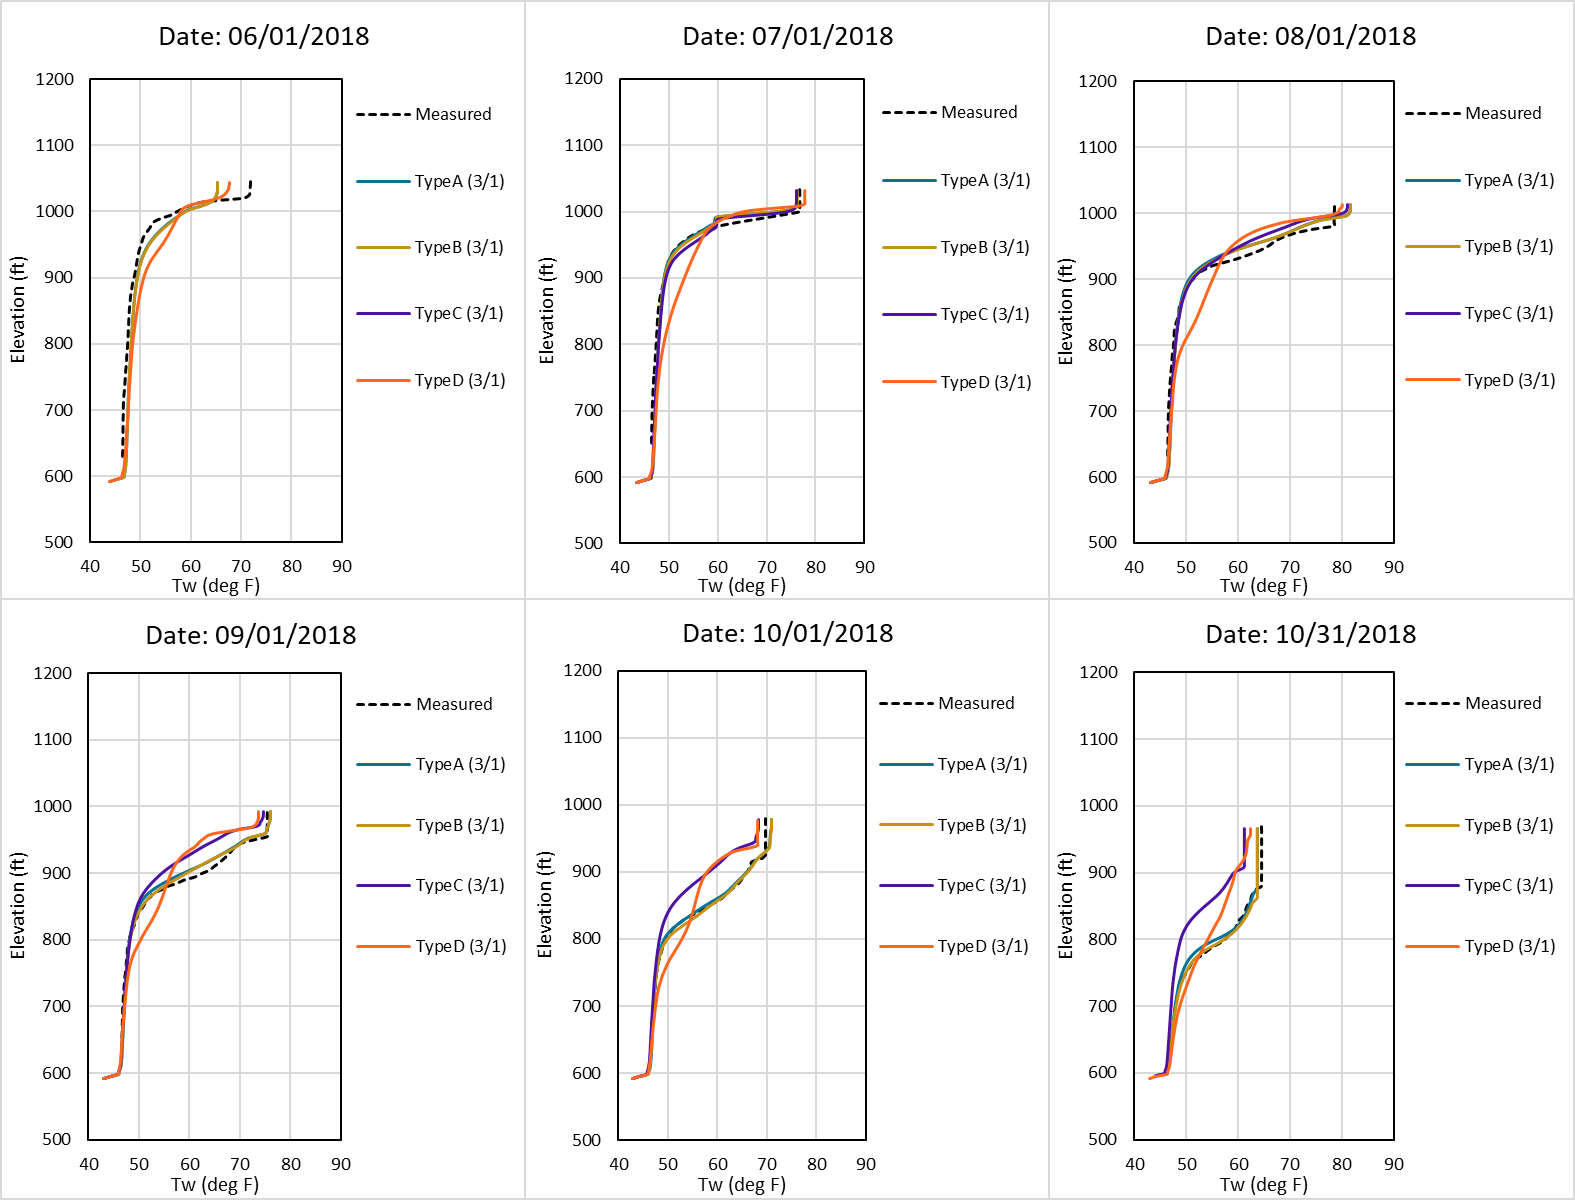 Date: 06/01/2018
1200
1100
1000
900
800
700
600
500
Elevation (ft)
40 50 60 70 80 90
Tw (deg F)
Measured
TypeA (3/1)
TypeB (3/1)
TypeC (3/1)
TypeD (3/1)
Date: 07/01/2018
1200
1100
1000
900
800
700
600
500
Elevation (ft)
40 50 60 70 80 90
Tw (deg F)
Measured
TypeA (3/1)
TypeB (3/1)
TypeC (3/1)
TypeD (3/1)
Date: 08/01/2018
1200
1100
1000
900
800
700
600
500
Elevation (ft)
40 50 60 70 80 90
Tw (deg F)
Measured
TypeA (3/1)
TypeB (3/1)
TypeC (3/1)
TypeD (3/1)
Date: 09/01/2018
1200
1100
1000
900
800
700
600
500
Elevation (ft)
40 50 60 70 80 90
Tw (deg F)
Measured
TypeA (3/1)
TypeB (3/1)
TypeC (3/1)
TypeD (3/1)
Date: 10/01/2018
1200
1100
1000
900
800
700
600
500
Elevation (ft)
40 50 60 70 80 90
Tw (deg F)
Measured
TypeA (3/1)
TypeB (3/1)
TypeC (3/1)
TypeD (3/1)
Date: 10/31/2018
1200
1100
1000
900
800
700
600
500
Elevation (ft)
40 50 60 70 80 90
Tw (deg F)
Measured
TypeA (3/1)
TypeB (3/1)
TypeC (3/1)
TypeD (3/1)